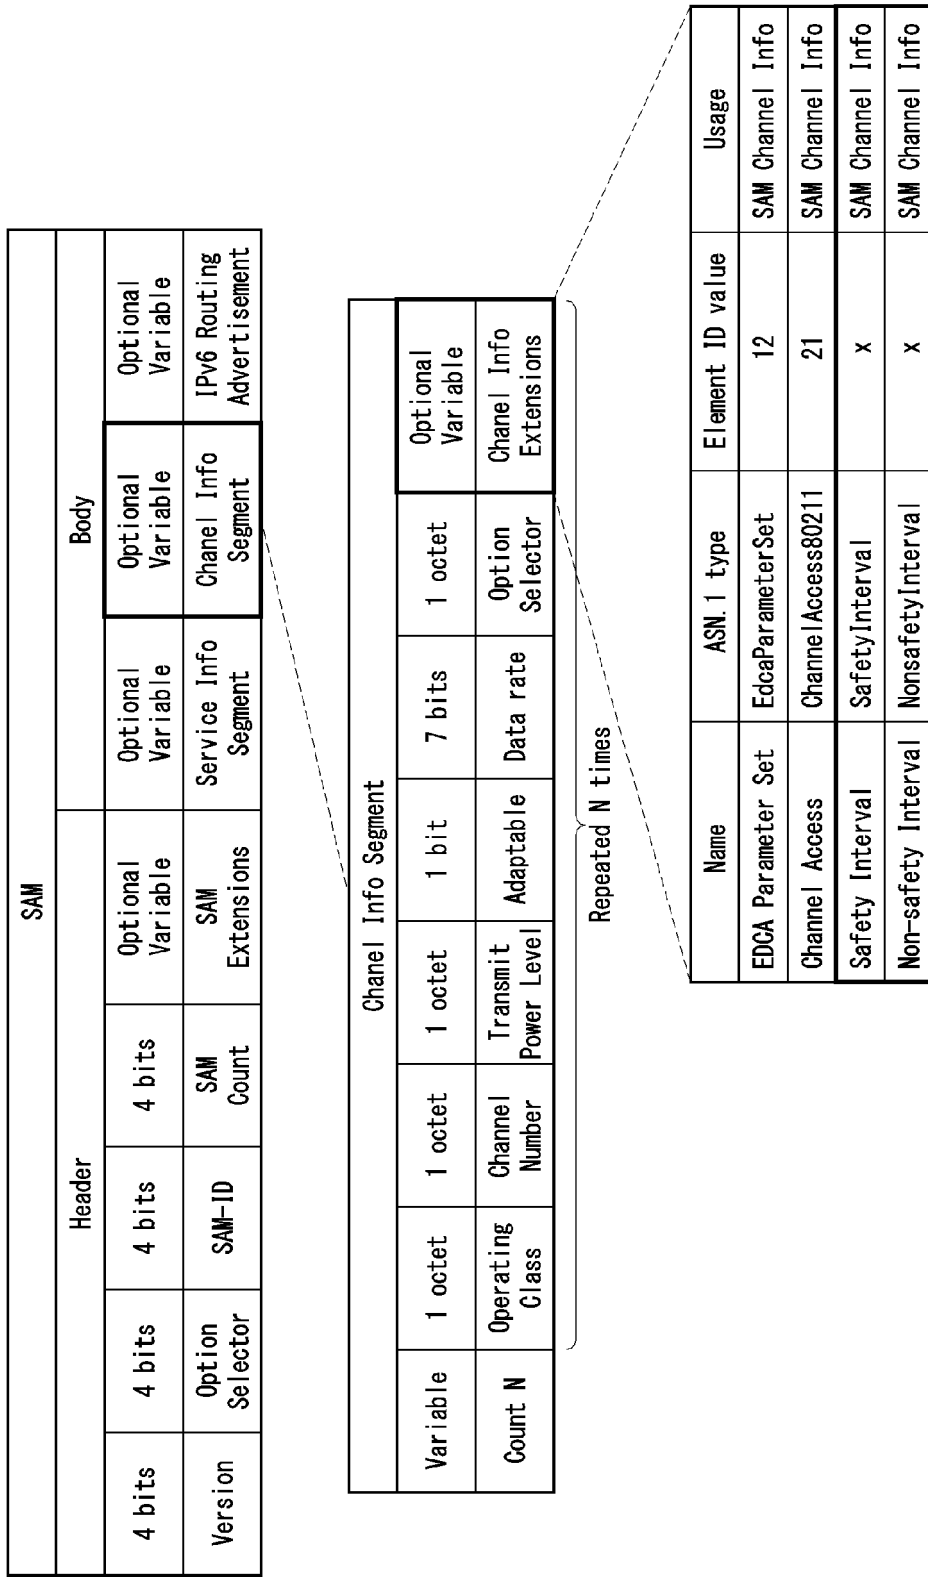 SAM
Header
Body
4 bits
4 bits
4 bits
4 bits
Optional
Variable
Optional
Variable
Optional
Variable
Optional
Variable
Version
Option
Selector
SAM-ID
SAM
Count
SAM
Extensions
Service Info
Segment
Chanel Info
Segment
IPv6 Routing
Advertisement
Chanel Info Segment
Variable
1 octet
1 octet
1 octet
1 bit
7 bits
1 octet
Optional
Variable
Count N
Operating
Class
Channel
Number
Transmit
Power Level
Adaptable
Data rate
Option
Selector
Chanel Info
Extensions
Repeated N times
Name
ASN.1 type
Element ID value
Usage
EDCA Parameter Set
EdcaParameterSet
12
SAM Channel Info
Channel Access
ChannelAccess80211
21
SAM Channel Info
Safety Interval
SafetyInterval
x
SAM Channel Info
Non-safety Interval
NonsafetyInterval
x
SAM Channel Info